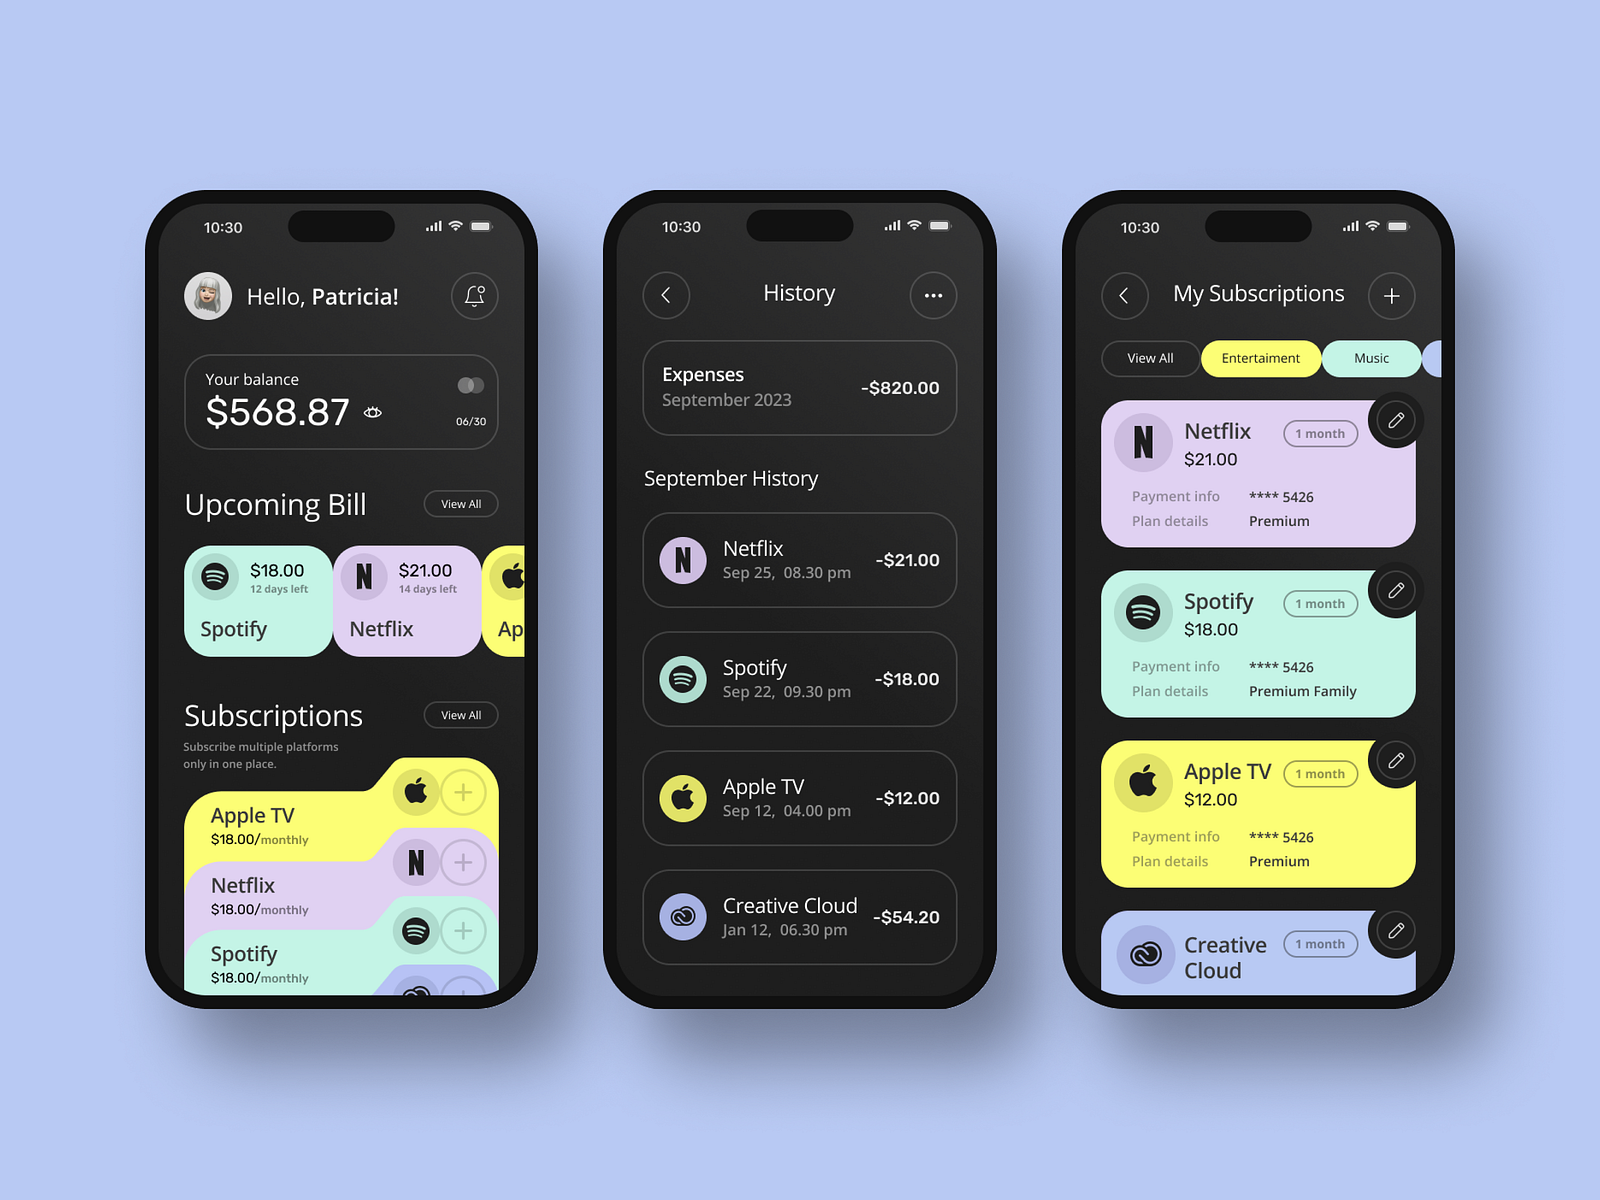 10:30
Hello, Patricia!
Your balance
$568.87
06/30
Upcoming Bill
View All
$18.00
12 days left
Spotify
$21.00
14 days left
Netflix
Ap
Subscriptions
View All
Subscribe multiple platforms
only in one place.
Apple TV
$18.00/monthly
Netflix
$18.00/monthly
Spotify
$18.00/monthly
10:30
History
Expenses
September 2023
-$820.00
September History
Netflix
Sep 25, 08.30 pm
-$21.00
Spotify
Sep 22, 09.30 pm
-$18.00
Apple TV
Sep 12, 04.00 pm
-$12.00
Creative Cloud
Jan 12, 06.30 pm
-$54.20
10:30
My Subscriptions
View All
Entertaiment
Music
N
Netflix
1 month
$21.00
Payment info
**** 5426
Plan details
Premium
Spotify
1 month
$18.00
Payment info
**** 5426
Plan details
Premium Family
Apple TV
1 month
$12.00
Payment info
**** 5426
Plan details
Premium
Creative
Cloud
1 month